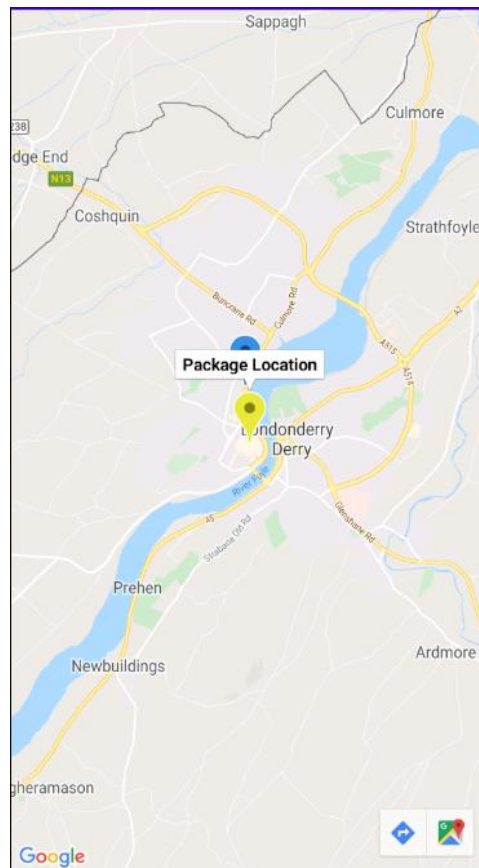 Sappagh
Culmore
238
dge End
N13
Coshquin
Strathfoyle
Buncrana Rd
Culmore Rd
A2
A515
A514
Package Location
Londonderry
Derry
River Foyle
A5
Strabane Old Rd
Glenshane Rd
Prehen
Ardmore
Newbuildings
gheramason
Google